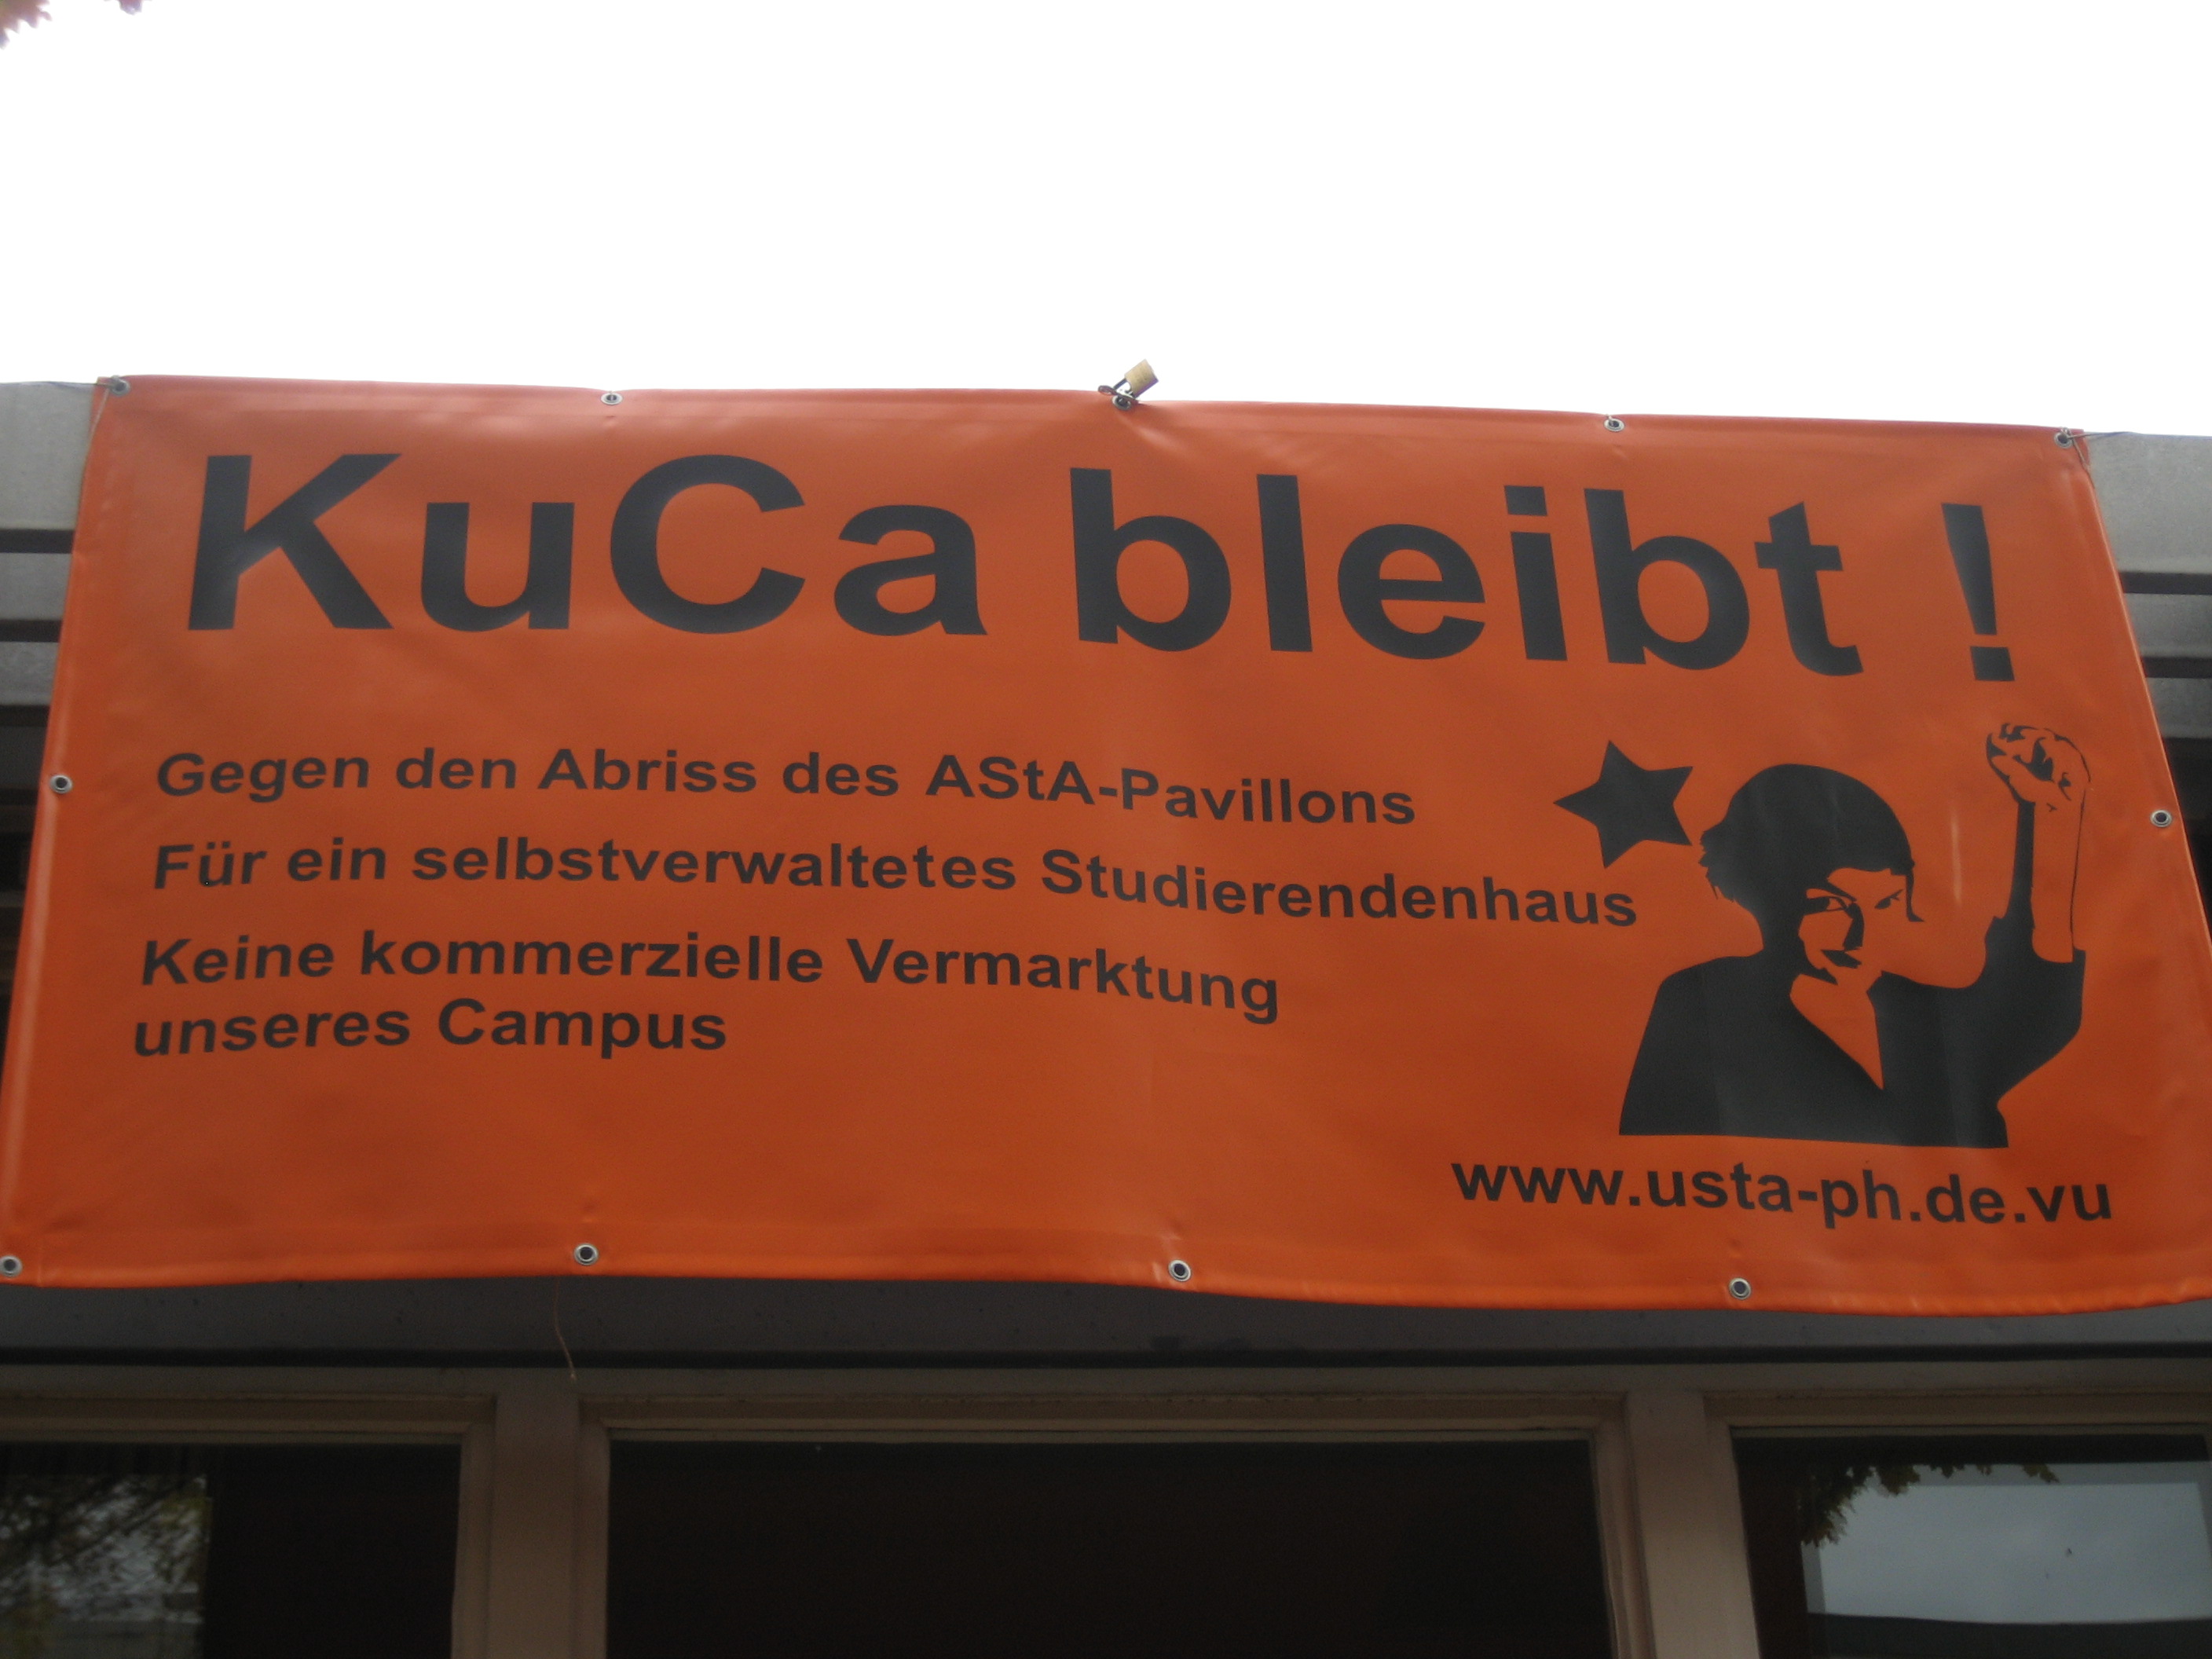 KuCa bleibt !
Gegen den Abriss des AStA-Pavillons
Für ein selbstverwaltetes Studierendenhaus
Keine kommerzielle Vermarktung
unseres Campus
www.usta-ph.de.vu